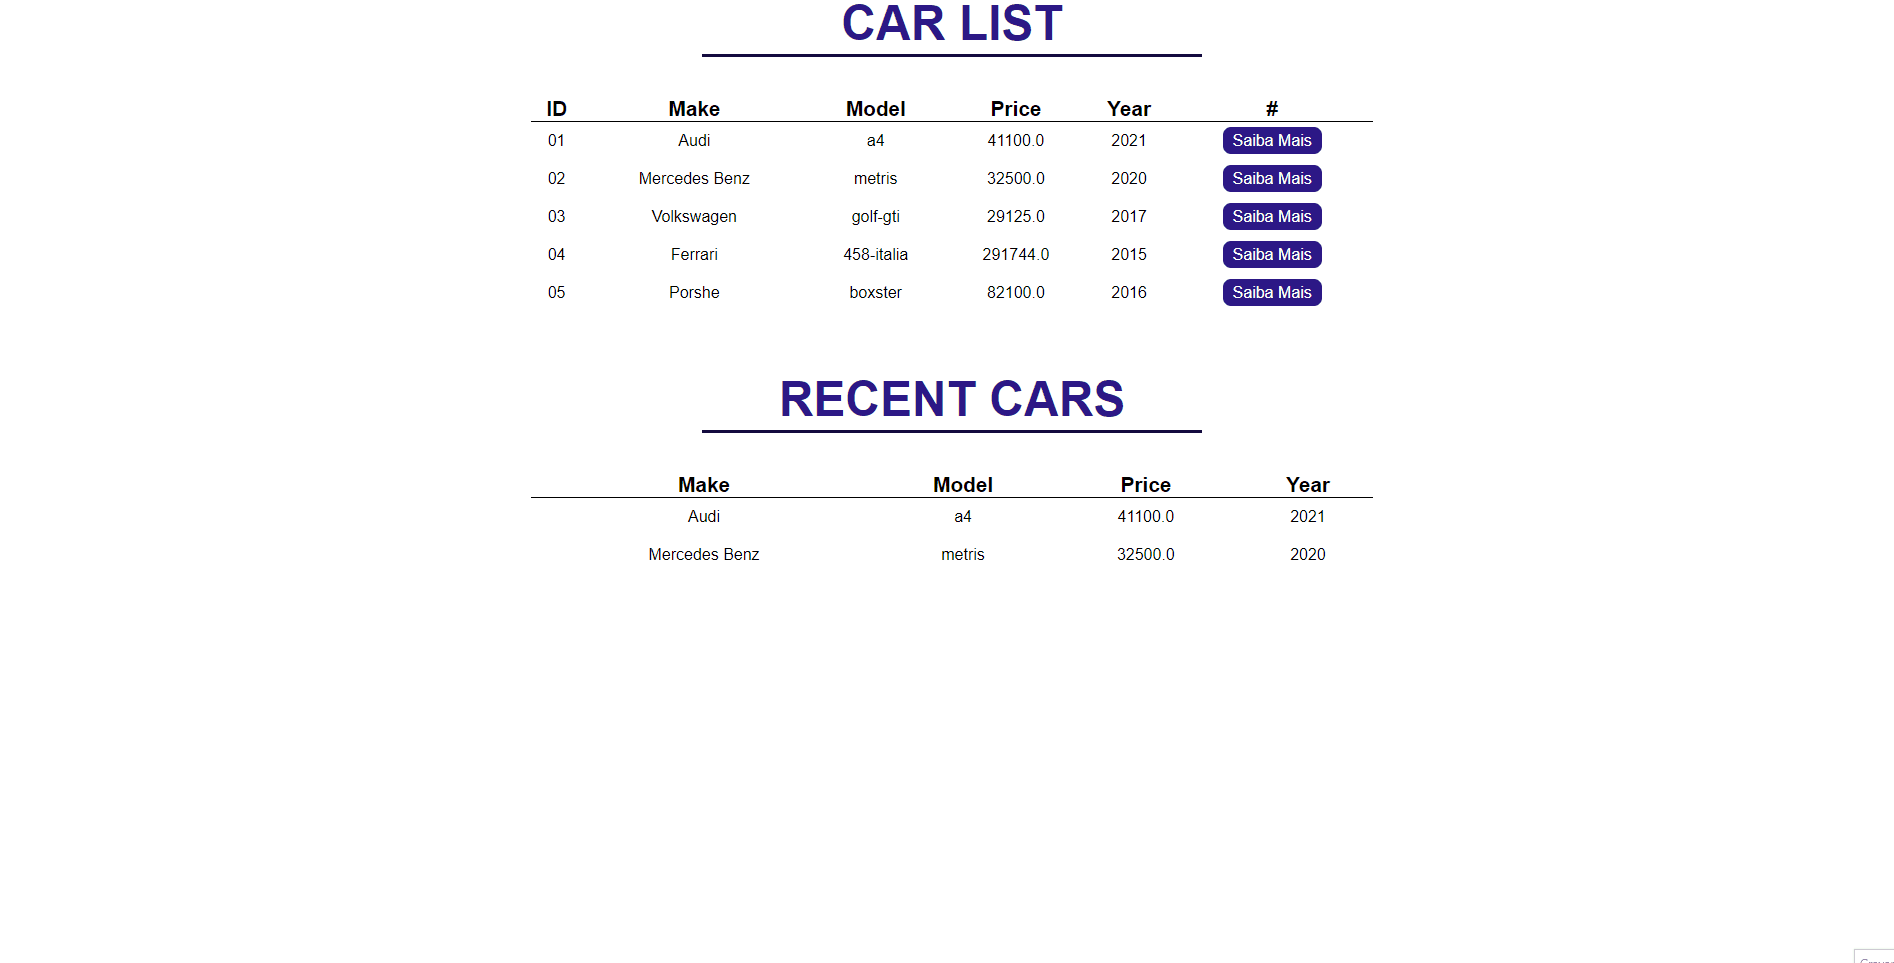 CAR LIST
ID Make Model Price Year #
01 Audi a4 41100.0 2021 Saiba Mais
02 Mercedes Benz metris 32500.0 2020 Saiba Mais
03 Volkswagen golf-gti 29125.0 2017 Saiba Mais
04 Ferrari 458-italia 291744.0 2015 Saiba Mais
05 Porshe boxster 82100.0 2016 Saiba Mais
RECENT CARS
Make Model Price Year
Audi a4 41100.0 2021
Mercedes Benz metris 32500.0 2020